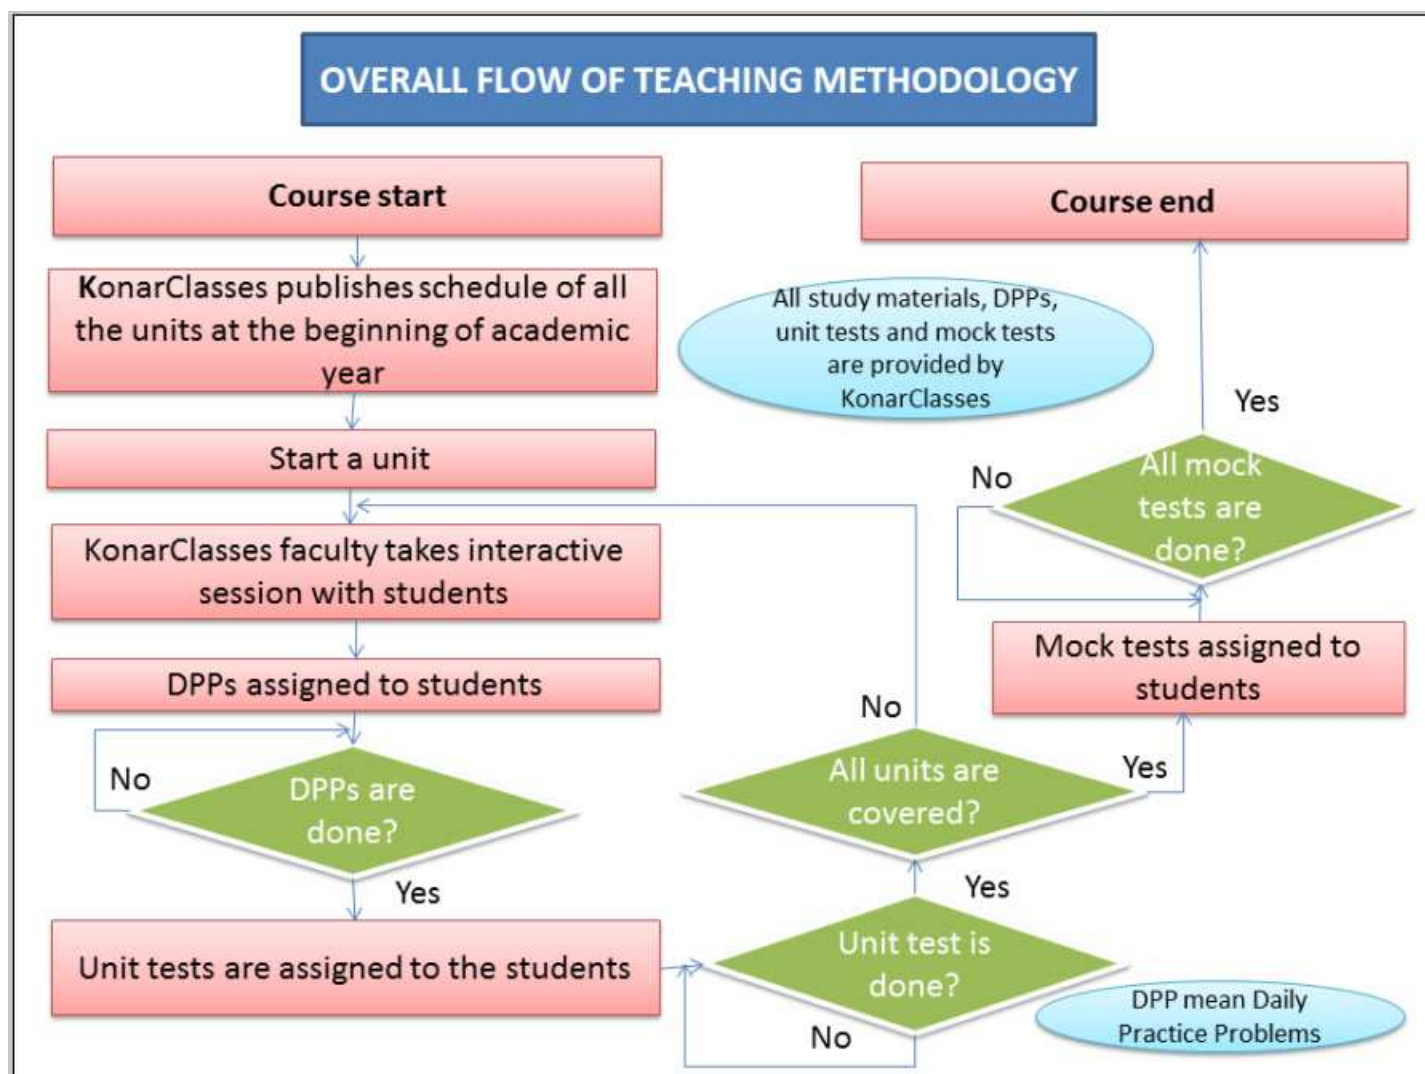 OVERALL FLOW OF TEACHING METHODOLOGY
Course start
KonarClasses publishes schedule of all
the units at the beginning of academic
year
Start a unit
KonarClasses faculty takes interactive
session with students
DPPs assigned to students
No
DPPs are
done?
Yes
Unit tests are assigned to the students
Unit test is
done?
No
Yes
All units are
covered?
No
Yes
Mock tests assigned to
students
All mock
tests are
done?
No
Yes
Course end
All study materials, DPPs,
unit tests and mock tests
are provided by
KonarClasses
DPP mean Daily
Practice Problems